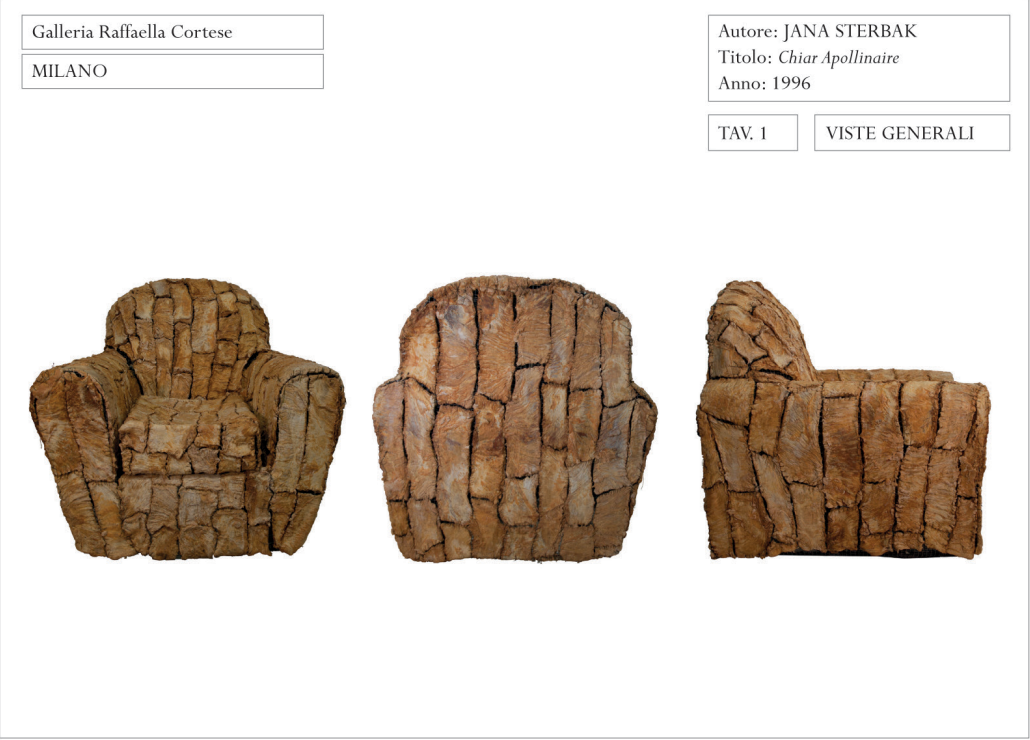 Galleria Raffaella Cortese
MILANO
Autore: JANA STERBAK
Titolo: Chiar Apollinaire
Anno: 1996
TAV. 1
VISTE GENERALI